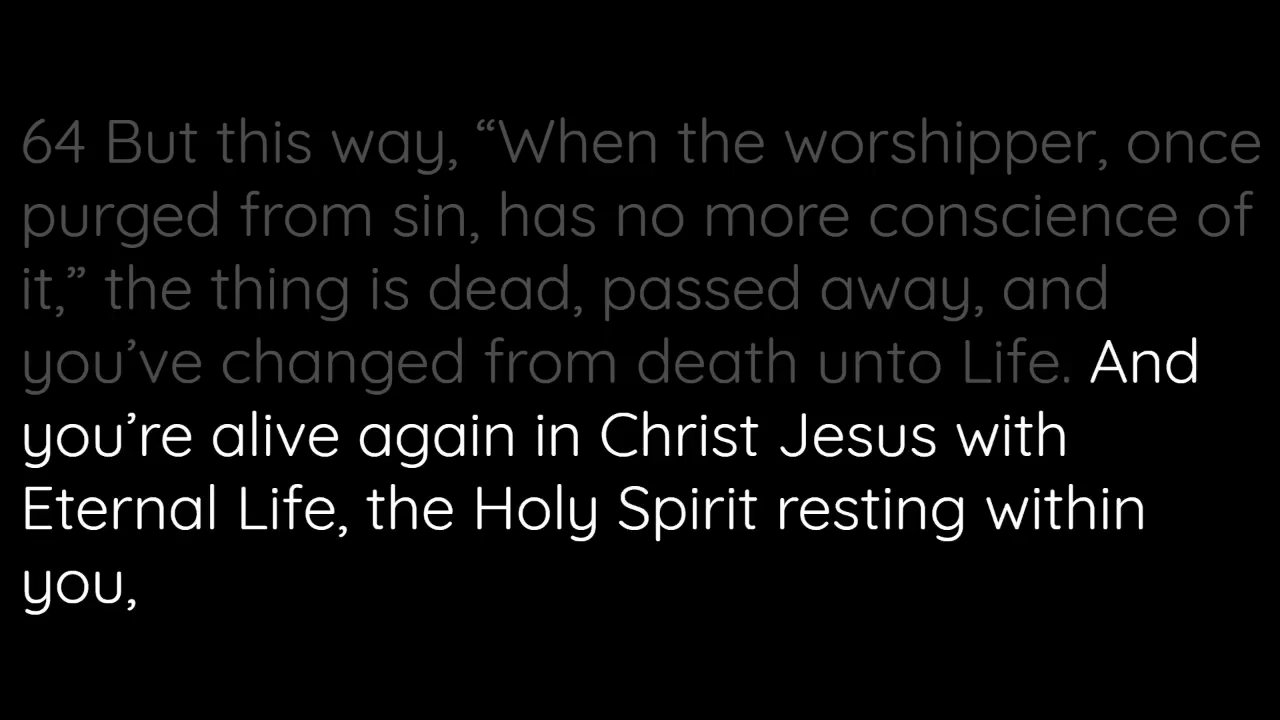 64 But this way, “When the worshipper, once
purged from sin, has no more conscience of
it,” the thing is dead, passed away, and
you’ve changed from death unto Life. And
you’re alive again in Christ Jesus with
Eternal Life, the Holy Spirit resting within
you,